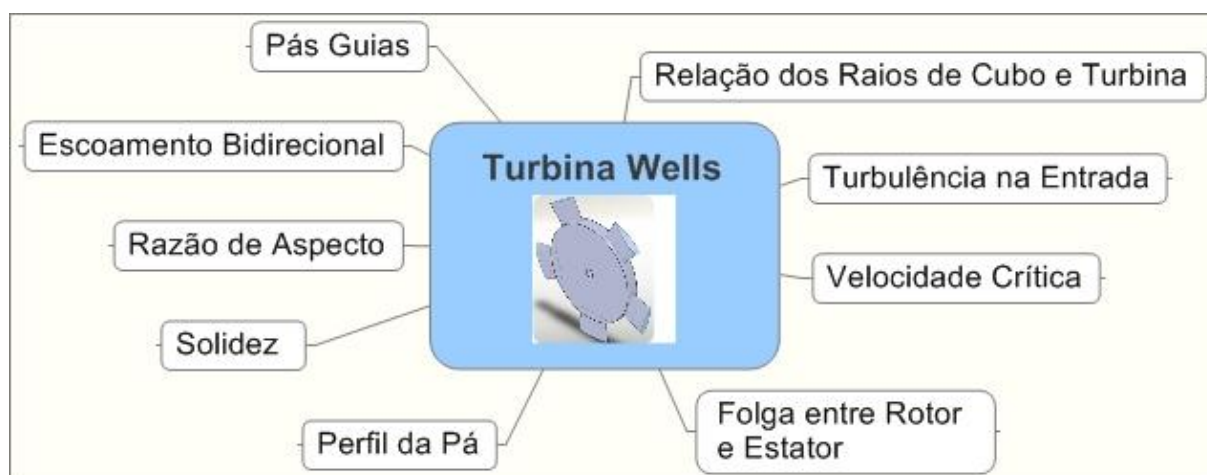 Turbina Wells
Pás Guias
Escoamento Bidirecional
Razão de Aspecto
Solidez
Perfil da Pá
Relação dos Raios de Cubo e Turbina
Turbulência na Entrada
Velocidade Crítica
Folga entre Rotor
e Estator